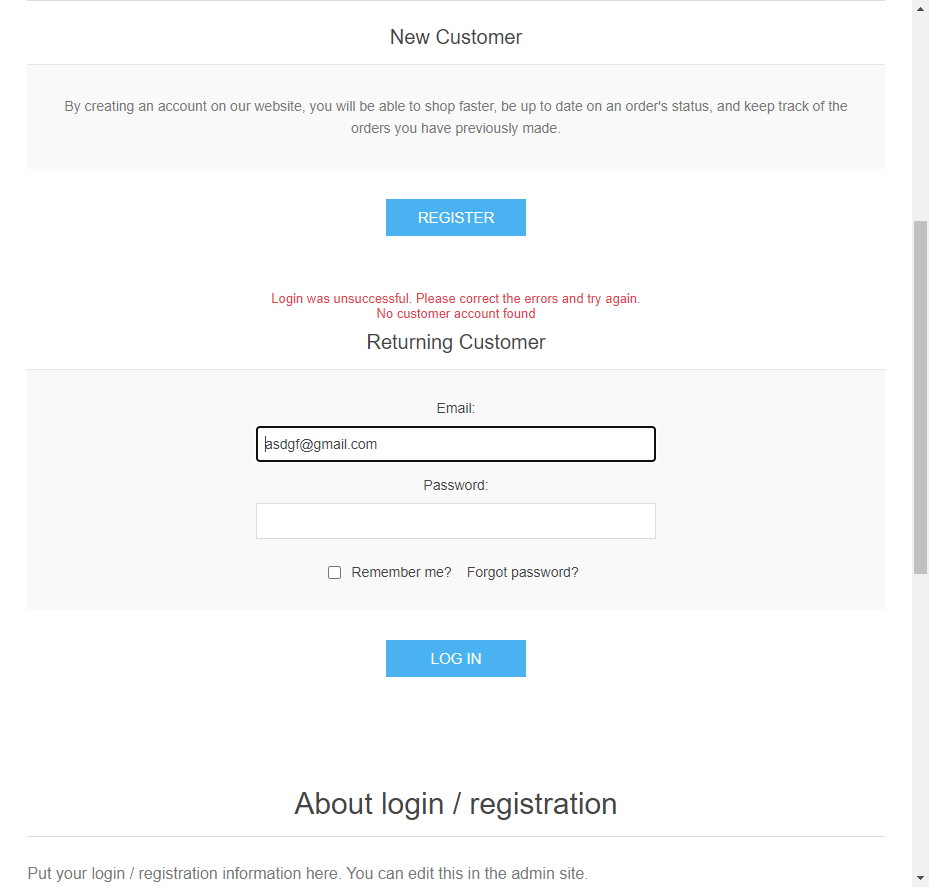 New Customer
By creating an account on our website, you will be able to shop faster, be up to date on an order's status, and keep track of the
orders you have previously made.
REGISTER
Login was unsuccessful. Please correct the errors and try again.
No customer account found
Returning Customer
Email:
asdgf@gmail.com
Password:
Remember me? Forgot password?
LOG IN
About login / registration
Put your login / registration information here. You can edit this in the admin site.